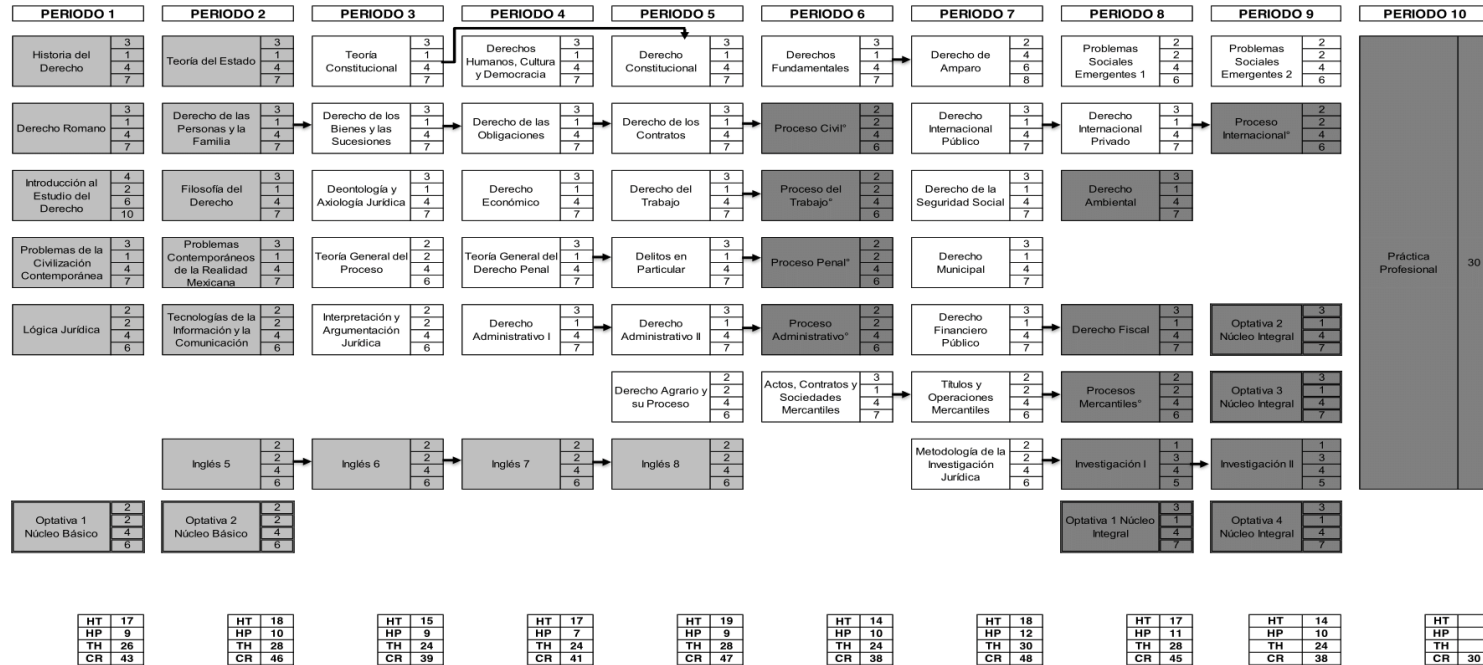 PERIODO 1 PERIODO 2 PERIODO 3 PERIODO 4 PERIODO 5 PERIODO 6 PERIODO 7 PERIODO 8 PERIODO 9 PERIODO 10
Historia del
Derecho
3
1
4
7
Teoría del Estado
3
1
4
7
Teoría
Constitucional
3
1
4
7
Derechos
Humanos, Cultura
y Democracia
3
1
4
7
Derecho
Constitucional
3
1
4
7
Derechos
Fundamentales
3
1
4
7
Derecho de
Amparo
2
4
6
8
Problemas
Sociales
Emergentes 1
2
2
4
6
Problemas
Sociales
Emergentes 2
2
2
4
6
Derecho Romano
3
1
4
7
Derecho de las
Personas y la
Familia
3
1
4
7
Derecho de los
Bienes y las
Sucesiones
3
1
4
7
Derecho de las
Obligaciones
3
1
4
7
Derecho de los
Contratos
3
1
4
7
Proceso Civil°
2
2
4
6
Derecho
Internacional
Público
3
1
4
7
Derecho
Internacional
Privado
3
1
4
7
Proceso
Internacional°
2
2
4
6
Introducción al
Estudio del
Derecho
4
2
6
10
Filosofía del
Derecho
3
1
4
7
Deontología y
Axiología Jurídica
3
1
4
7
Derecho
Económico
3
1
4
7
Derecho del
Trabajo
3
1
4
7
Proceso del
Trabajo°
2
2
4
6
Derecho de la
Seguridad Social
3
1
4
7
Derecho
Ambiental
3
1
4
7
Problemas de la
Civilización
Contemporánea
3
1
4
7
Problemas
Contemporáneos
de la Realidad
Mexicana
3
1
4
7
Teoría General del
Proceso
2
2
4
6
Teoría General del
Derecho Penal
3
1
4
7
Delitos en
Particular
3
1
4
7
Proceso Penal°
2
2
4
6
Derecho
Municipal
3
1
4
7
Práctica
Profesional
30
Lógica Jurídica
2
2
4
6
Tecnologías de la
Información y la
Comunicación
2
2
4
6
Interpretación y
Argumentación
Jurídica
2
2
4
6
Derecho
Administrativo I
3
1
4
7
Derecho
Administrativo II
3
1
4
7
Proceso
Administrativo°
2
2
4
6
Derecho
Financiero
Público
3
1
4
7
Derecho Fiscal
3
1
4
7
Optativa 2
Núcleo Integral
3
1
4
7
Derecho Agrario y
su Proceso
2
2
4
6
Actos, Contratos y
Sociedades
Mercantiles
3
1
4
7
Títulos y
Operaciones
Mercantiles
2
2
4
6
Procesos
Mercantiles°
2
2
4
6
Optativa 3
Núcleo Integral
3
1
4
7
Inglés 5
2
2
4
6
Inglés 6
2
2
4
6
Inglés 7
2
2
4
6
Inglés 8
2
2
4
6
Metodología de la
Investigación
Jurídica
2
2
4
6
Investigación I
1
3
4
5
Investigación II
1
3
4
5
Optativa 1
Núcleo Básico
2
2
4
6
Optativa 2
Núcleo Básico
2
2
4
6
Optativa 1 Núcleo
Integral
3
1
4
7
Optativa 4
Núcleo Integral
3
1
4
7
HT 17 HT 18 HT 15 HT 17 HT 19 HT 14 HT 18 HT 17 HT 14 HT
HP 9 HP 10 HP 9 HP 7 HP 9 HP 10 HP 12 HP 11 HP 10 HP
TH 26 TH 28 TH 24 TH 24 TH 28 TH 24 TH 30 TH 28 TH 24 TH
CR 43 CR 46 CR 39 CR 41 CR 47 CR 38 CR 48 CR 45 CR 38 CR 30